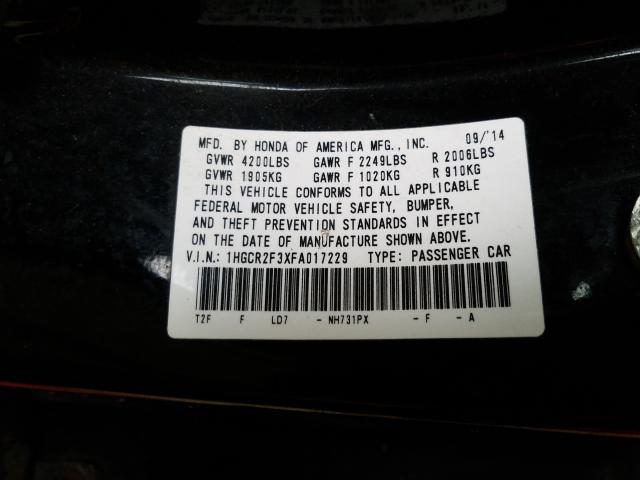 MFD. BY HONDA OF AMERICA MFG., INC. 09/'14
GVWR 4200LBS GAWR F 2249LBS R 2006LBS
GVWR 1905KG GAWR F 1020KG R 910KG
THIS VEHICLE CONFORMS TO ALL APPLICABLE
FEDERAL MOTOR VEHICLE SAFETY, BUMPER,
AND THEFT PREVENTION STANDARDS IN EFFECT
ON THE DATE OF MANUFACTURE SHOWN ABOVE.
V.I.N.: 1HGCR2F3XFA017229 TYPE: PASSENGER CAR
T2F F LD7 - NH731PX - F - A